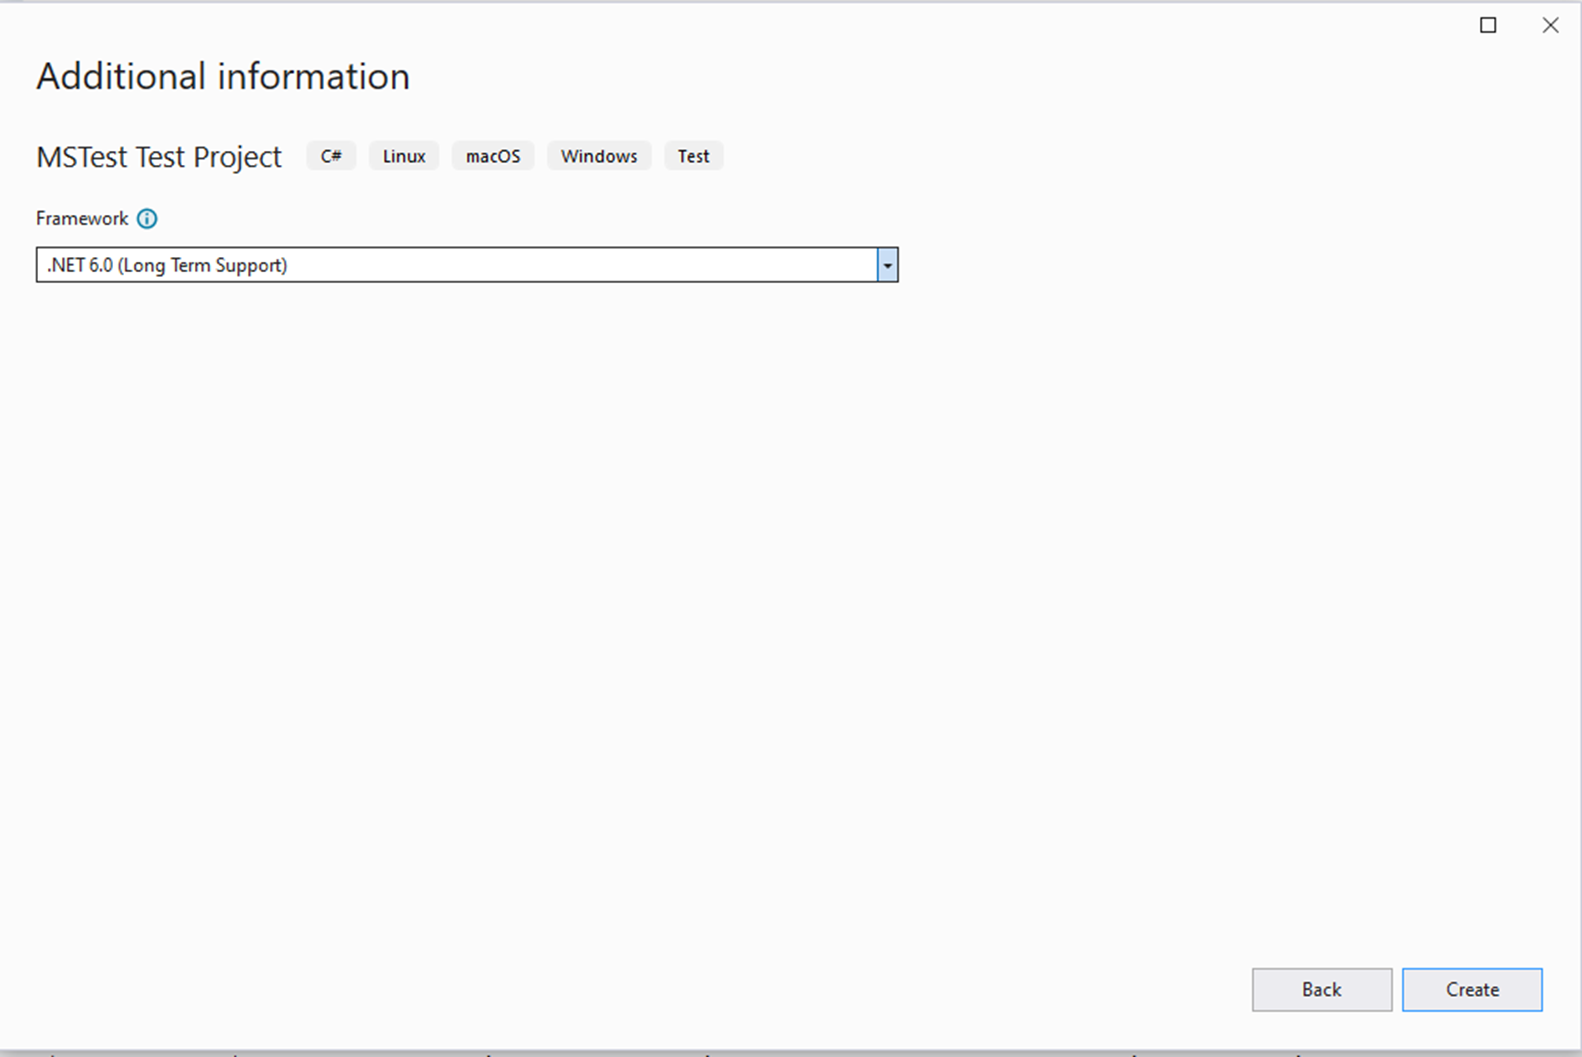 Additional information
MSTest Test Project C# Linux macOS Windows Test
Framework
.NET 6.0 (Long Term Support)
Back Create